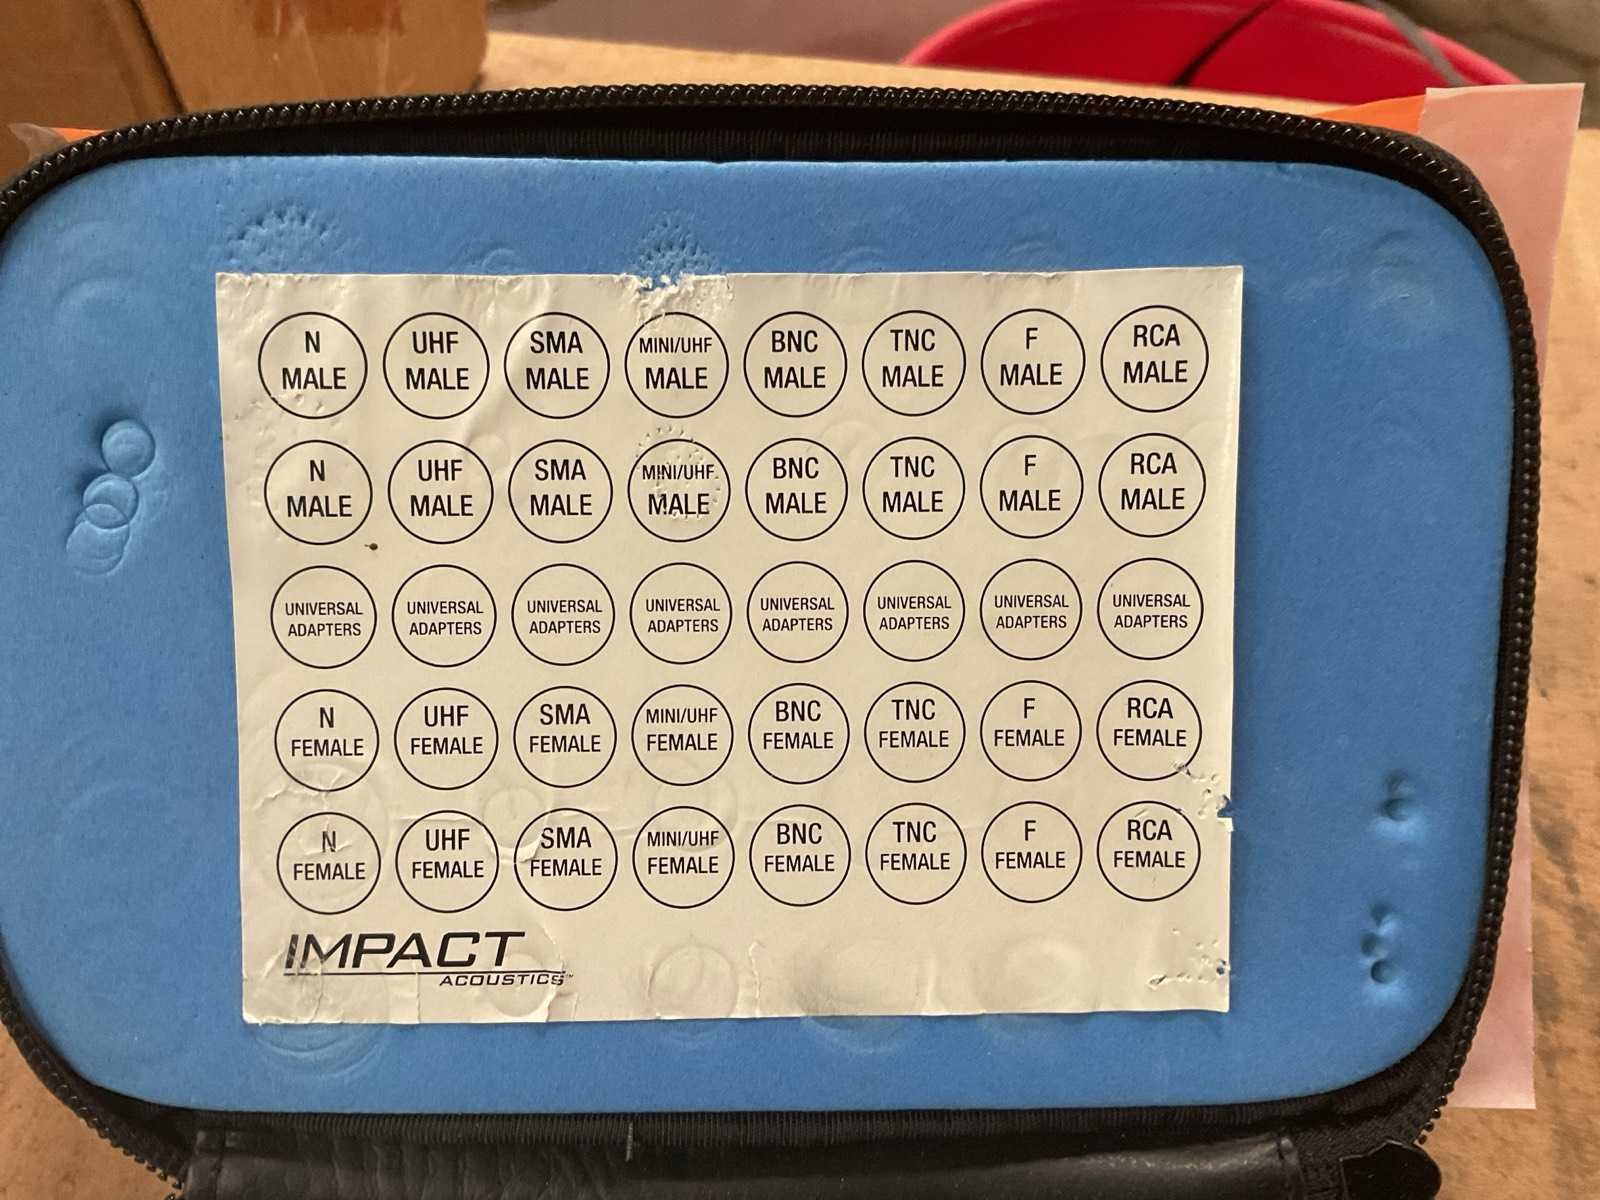 N UHF SMA MINI/UHF BNC TNC F RCA
MALE MALE MALE MALE MALE MALE MALE MALE
N UHF SMA MINI/UHF BNC TNC F RCA
MALE MALE MALE MALE MALE MALE MALE MALE
UNIVERSAL UNIVERSAL UNIVERSAL UNIVERSAL UNIVERSAL UNIVERSAL UNIVERSAL UNIVERSAL
ADAPTERS ADAPTERS ADAPTERS ADAPTERS ADAPTERS ADAPTERS ADAPTERS ADAPTERS
N UHF SMA MINI/UHF BNC TNC F RCA
FEMALE FEMALE FEMALE FEMALE FEMALE FEMALE FEMALE FEMALE
N UHF SMA MINI/UHF BNC TNC F RCA
FEMALE FEMALE FEMALE FEMALE FEMALE FEMALE FEMALE FEMALE
IMPACT
ACOUSTICS™